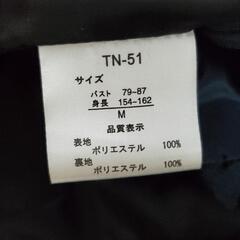 TN-51
サイズ
バスト 79~87
身長 154~162
M
品質表示
表地
ポリエステル 100%
裏地
ポリエステル 100%